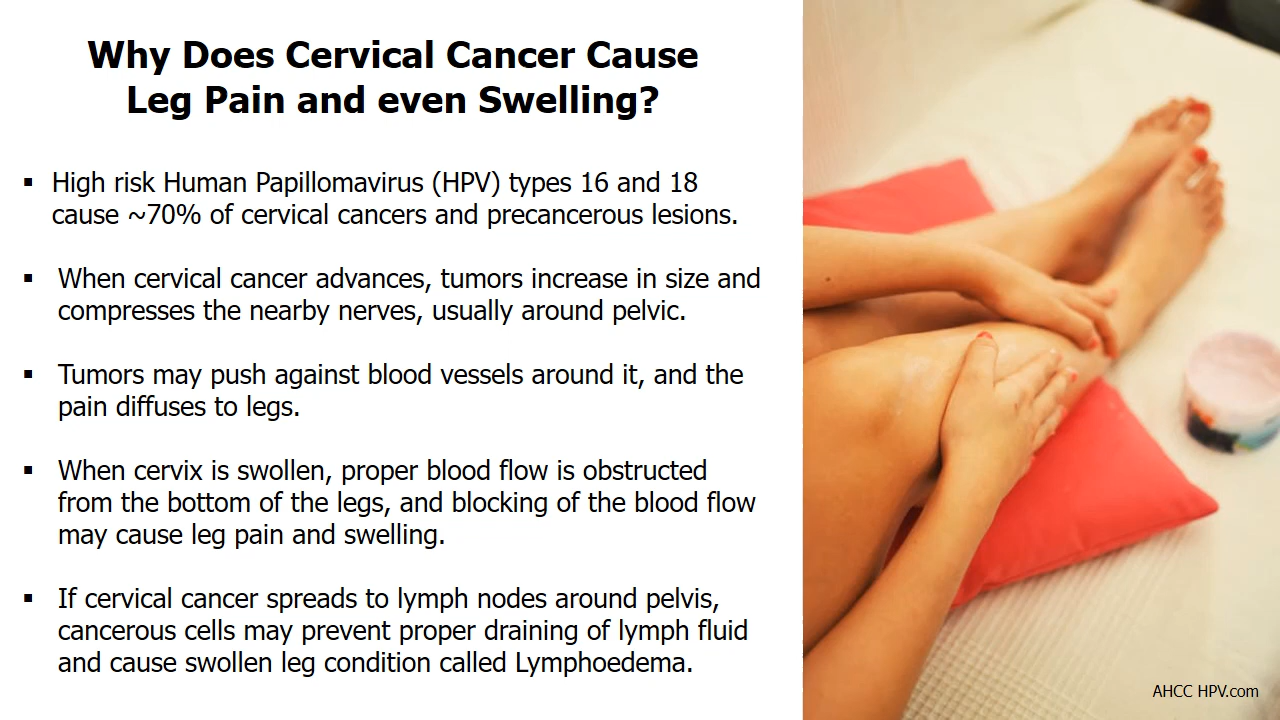 Why Does Cervical Cancer Cause
Leg Pain and even Swelling?
▪ High risk Human Papillomavirus (HPV) types 16 and 18
cause ~70% of cervical cancers and precancerous lesions.
▪ When cervical cancer advances, tumors increase in size and
compresses the nearby nerves, usually around pelvic.
▪ Tumors may push against blood vessels around it, and the
pain diffuses to legs.
▪ When cervix is swollen, proper blood flow is obstructed
from the bottom of the legs, and blocking of the blood flow
may cause leg pain and swelling.
▪ If cervical cancer spreads to lymph nodes around pelvis,
cancerous cells may prevent proper draining of lymph fluid
and cause swollen leg condition called Lymphoedema.
AHCC HPV.com